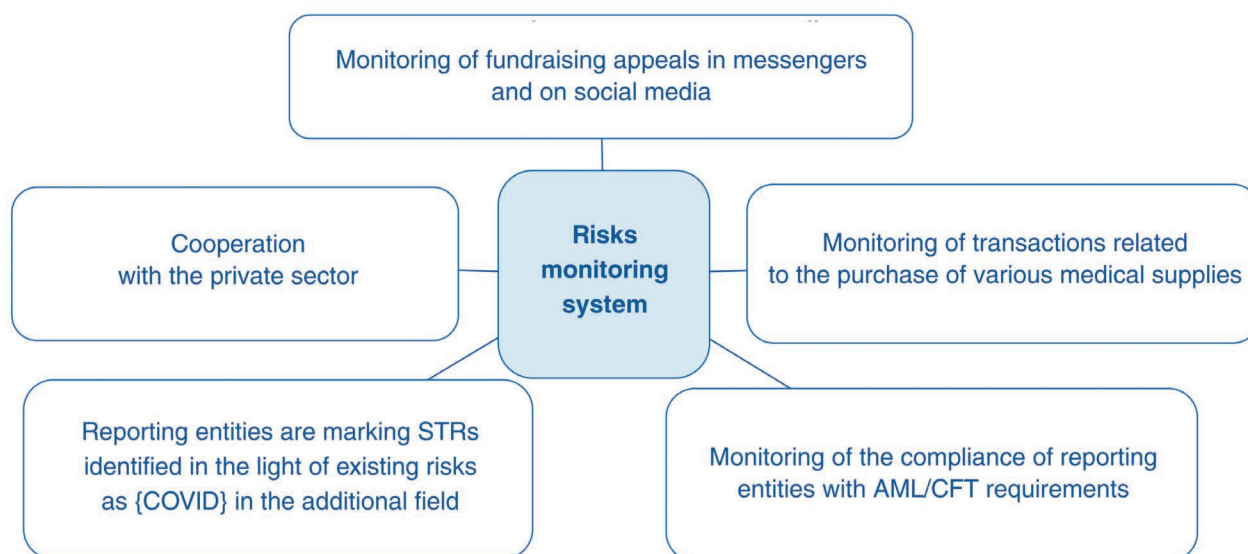 Monitoring of fundraising appeals in messengers
and on social media
Cooperation
with the private sector
Risks
monitoring
system
Monitoring of transactions related
to the purchase of various medical supplies
Reporting entities are marking STRs
identified in the light of existing risks
as {COVID} in the additional field
Monitoring of the compliance of reporting
entities with AML/CFT requirements